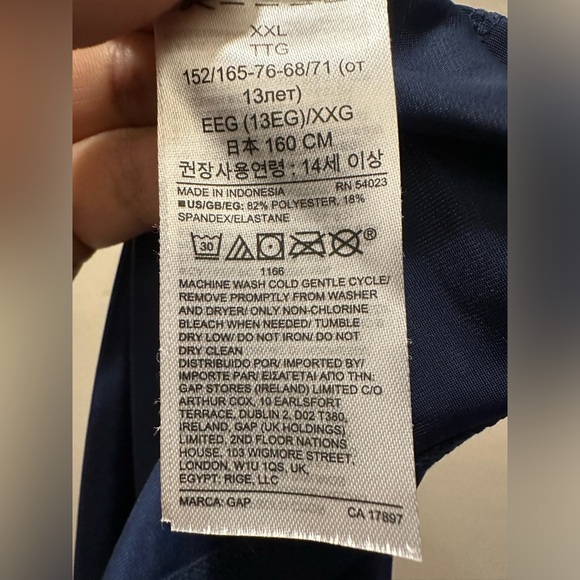 XXL
TTG
152/165-76-68/71 (от
13лет)
EEG (13EG)/XXG
日本 160 CM
권장사용연령 : 14세 이상
MADE IN INDONESIA RN 54023
US/GB/EG: 82% POLYESTER, 18%
SPANDEX/ELASTANE
30 ®
1166
MACHINE WASH COLD GENTLE CYCLE/
REMOVE PROMPTLY FROM WASHER
AND DRYER/ ONLY NON-CHLORINE
BLEACH WHEN NEEDED/ TUMBLE
DRY LOW/ DO NOT IRON/ DO NOT
DRY CLEAN
DISTRIBUIDO POR/ IMPORTED BY/
IMPORTE PAR/ ΕΙΣΑΓΕΤΑΙ ΑΠΟ ΤΗΝ:
GAP STORES (IRELAND) LIMITED C/O
ARTHUR COX, 10 EARLSFORT
TERRACE, DUBLIN 2, D02 T380,
IRELAND, GAP (UK HOLDINGS)
LIMITED, 2ND FLOOR NATIONS
HOUSE, 103 WIGMORE STREET,
LONDON, W1U 1QS, UK,
EGYPT: RIGE, LLC
MARCA: GAP CA 17897